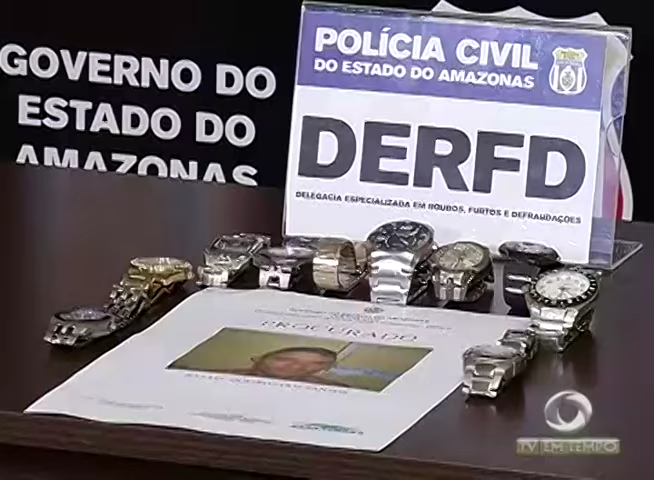 GOVERNO DO
ESTADO DO
AMAZONAS
POLÍCIA CIVIL
DO ESTADO DO AMAZONAS
DERFD
DELEGACIA ESPECIALIZADA EM ROUBOS, FURTOS E DEFRAUDAÇÕES
PROCURADO
TV EM TEMPO